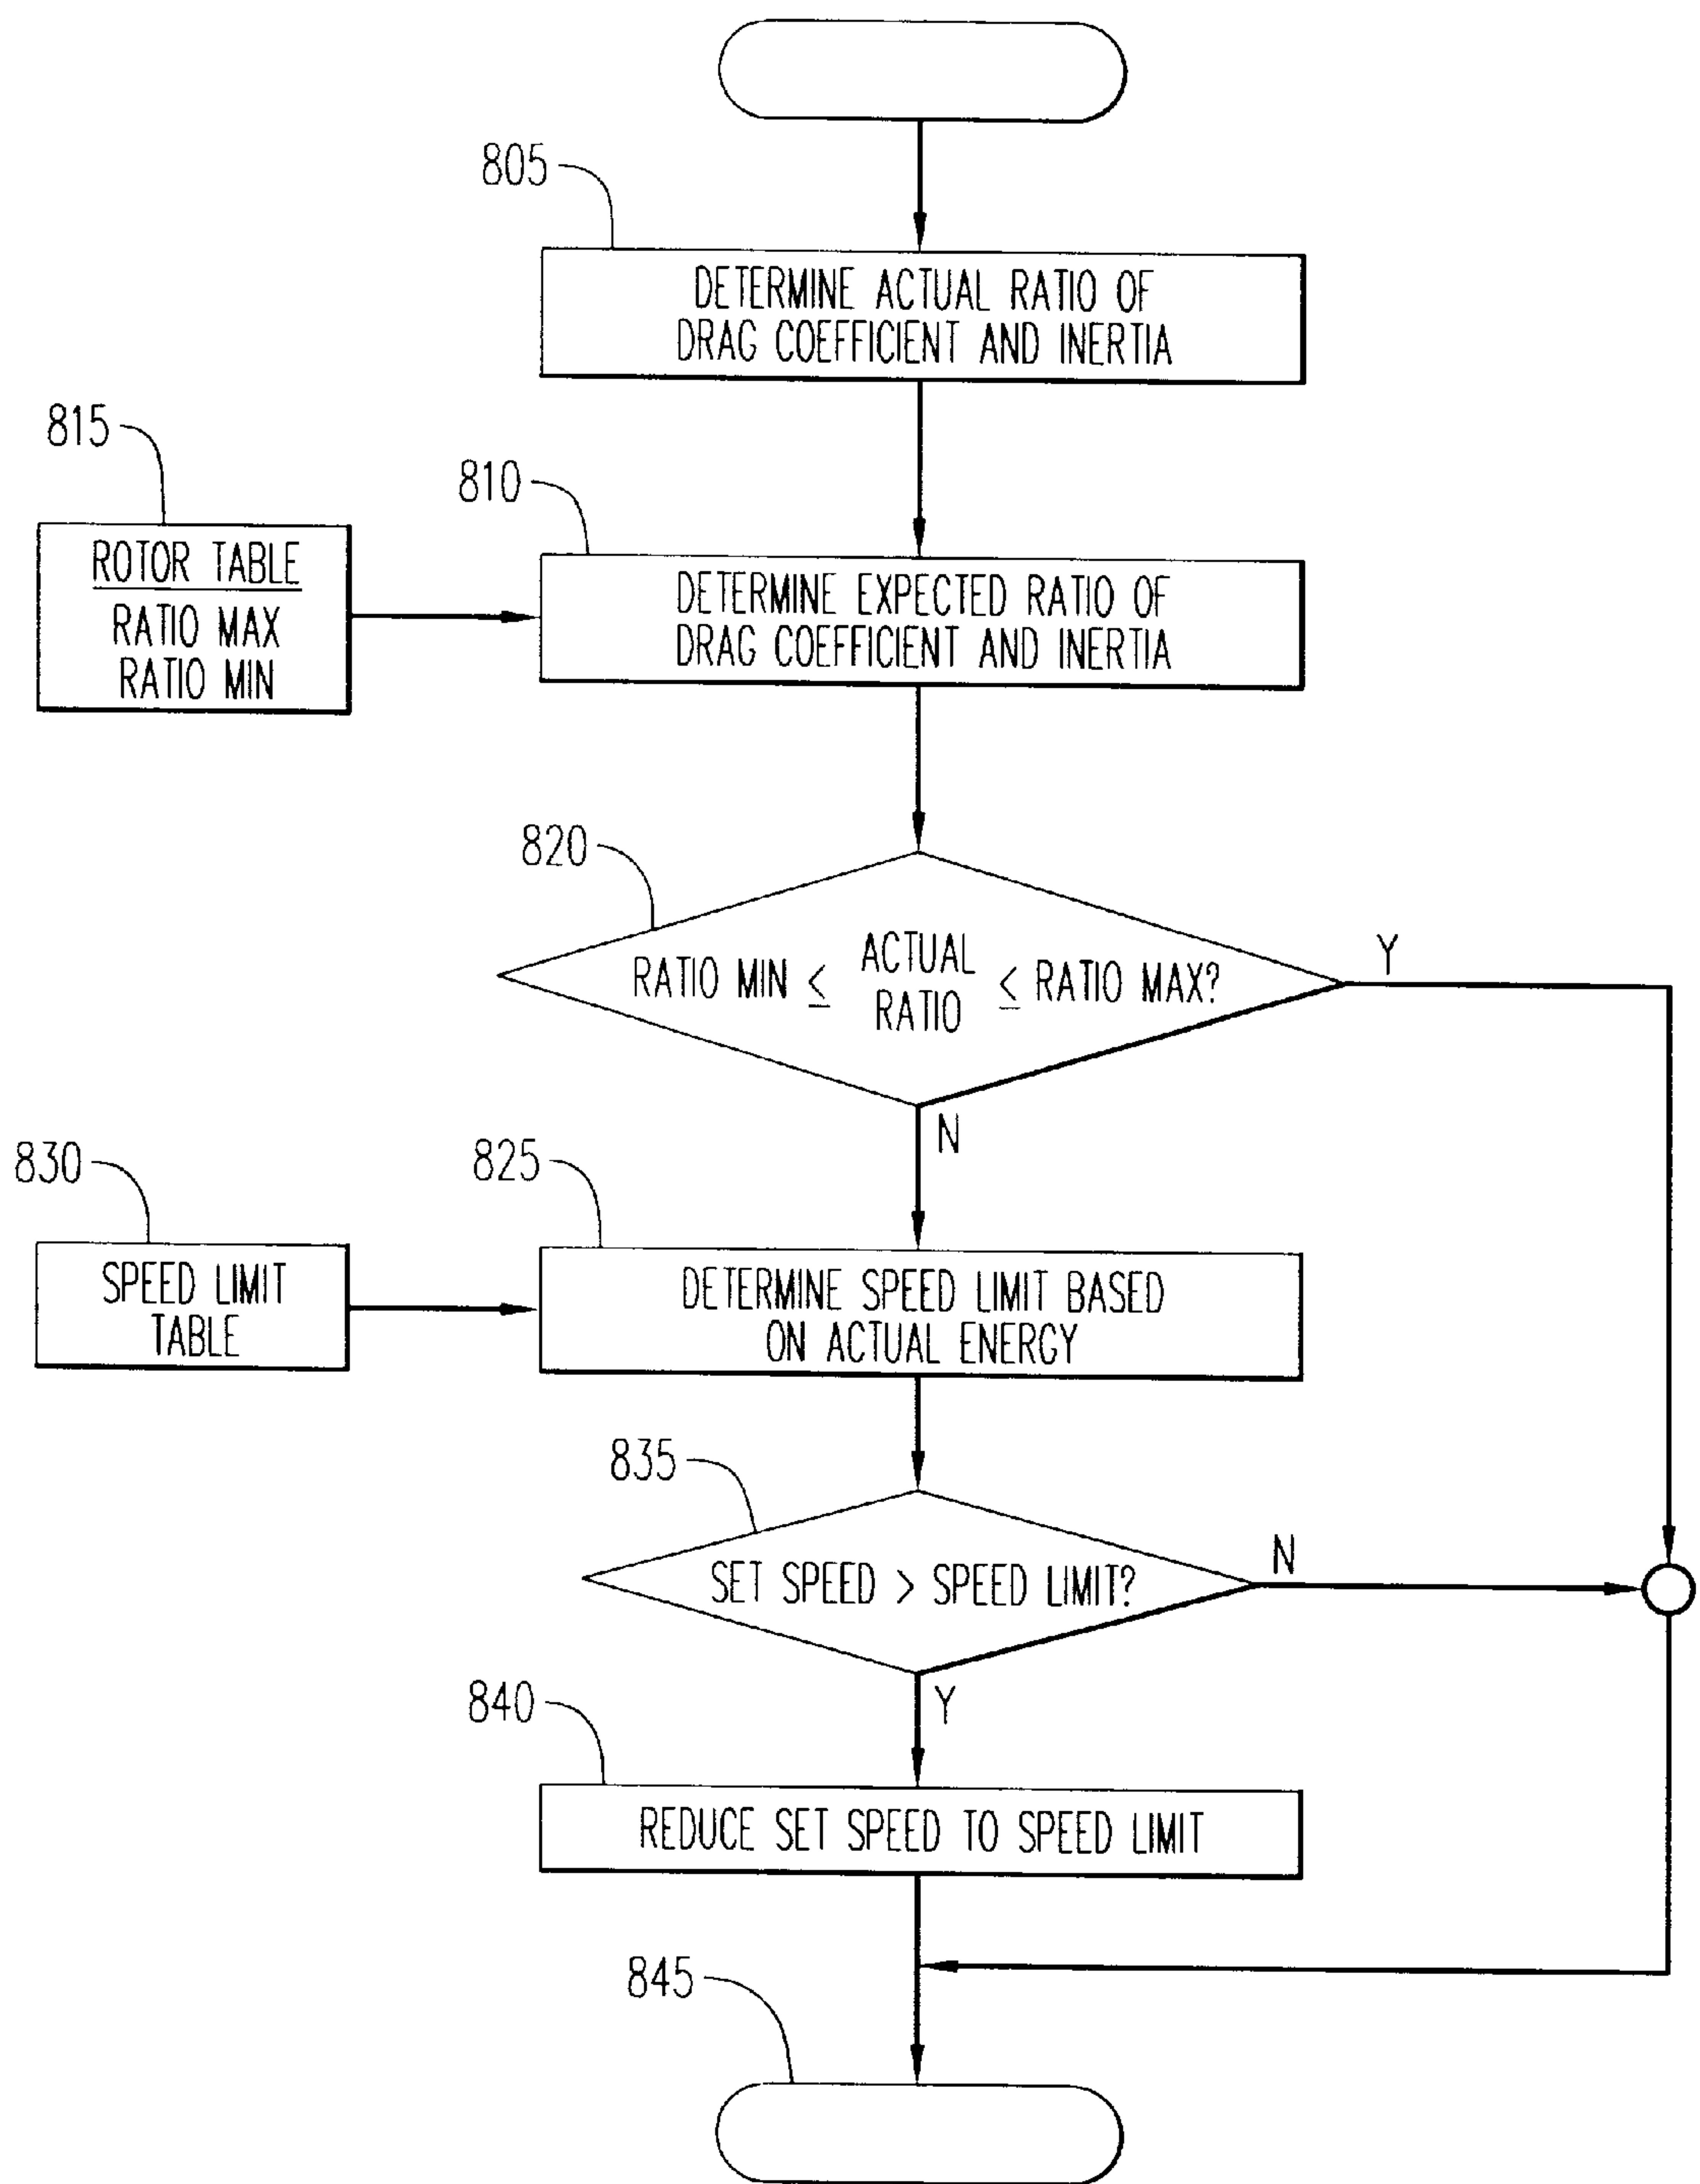 805
DETERMINE ACTUAL RATIO OF
DRAG COEFFICIENT AND INERTIA
815
810
ROTOR TABLE
RATIO MAX
RATIO MIN
DETERMINE EXPECTED RATIO OF
DRAG COEFFICIENT AND INERTIA
820
RATIO MIN ≤ ACTUAL RATIO ≤ RATIO MAX?
Y
N
830
825
SPEED LIMIT
TABLE
DETERMINE SPEED LIMIT BASED
ON ACTUAL ENERGY
835
SET SPEED > SPEED LIMIT?
N
Y
840
REDUCE SET SPEED TO SPEED LIMIT
845